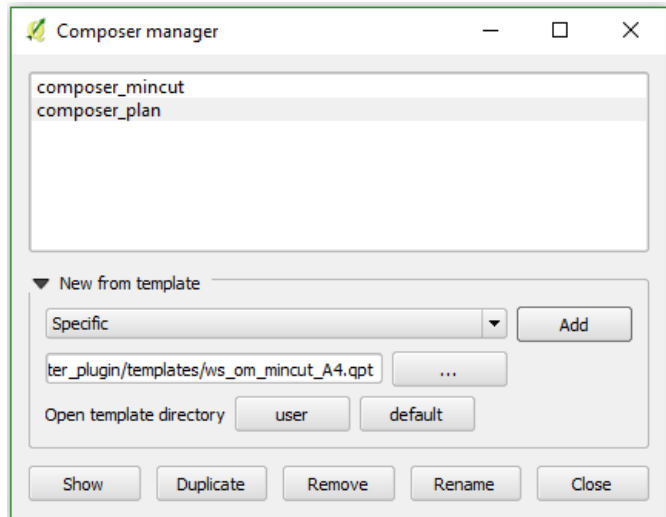 Composer manager
composer_mincut
composer_plan
New from template
Specific
Add
ter_plugin/templates/ws_om_mincut_A4.qpt
...
Open template directory
user
default
Show
Duplicate
Remove
Rename
Close